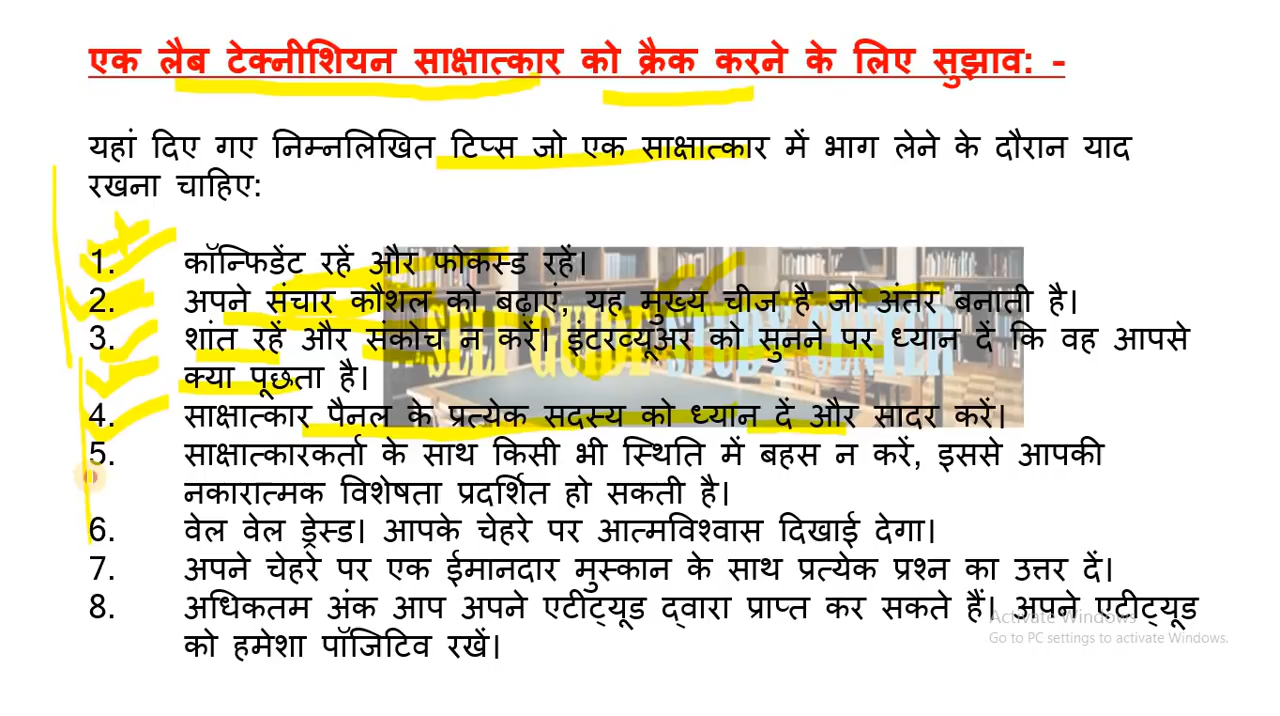 एक लैब टेक्नीशियन साक्षात्कार को क्रैक करने के लिए सुझाव: -
यहां दिए गए निम्नलिखित टिप्स जो एक साक्षात्कार में भाग लेने के दौरान याद
रखना चाहिए:
1. कॉन्फिडेंट रहें और फोकस्ड रहें।
2. अपने संचार कौशल को बढ़ाएं, यह मुख्य चीज है जो अंतर बनाती है।
3. शांत रहें और संकोच न करें। इंटरव्यूअर को सुनने पर ध्यान दें कि वह आपसे
क्या पूछता है।
SELF GUIDE STUDY CENTER
4. साक्षात्कार पैनल के प्रत्येक सदस्य को ध्यान दें और सादर करें।
5. साक्षात्कारकर्ता के साथ किसी भी स्थिति में बहस न करें, इससे आपकी
नकारात्मक विशेषता प्रदर्शित हो सकती है।
6. वेल वेल ड्रेस्ड। आपके चेहरे पर आत्मविश्वास दिखाई देगा।
7. अपने चेहरे पर एक ईमानदार मुस्कान के साथ प्रत्येक प्रश्न का उत्तर दें।
8. अधिकतम अंक आप अपने एटीट्यूड द्वारा प्राप्त कर सकते हैं। अपने एटीट्यूड
को हमेशा पॉजिटिव रखें।
Activate Windows
Go to PC settings to activate Windows.